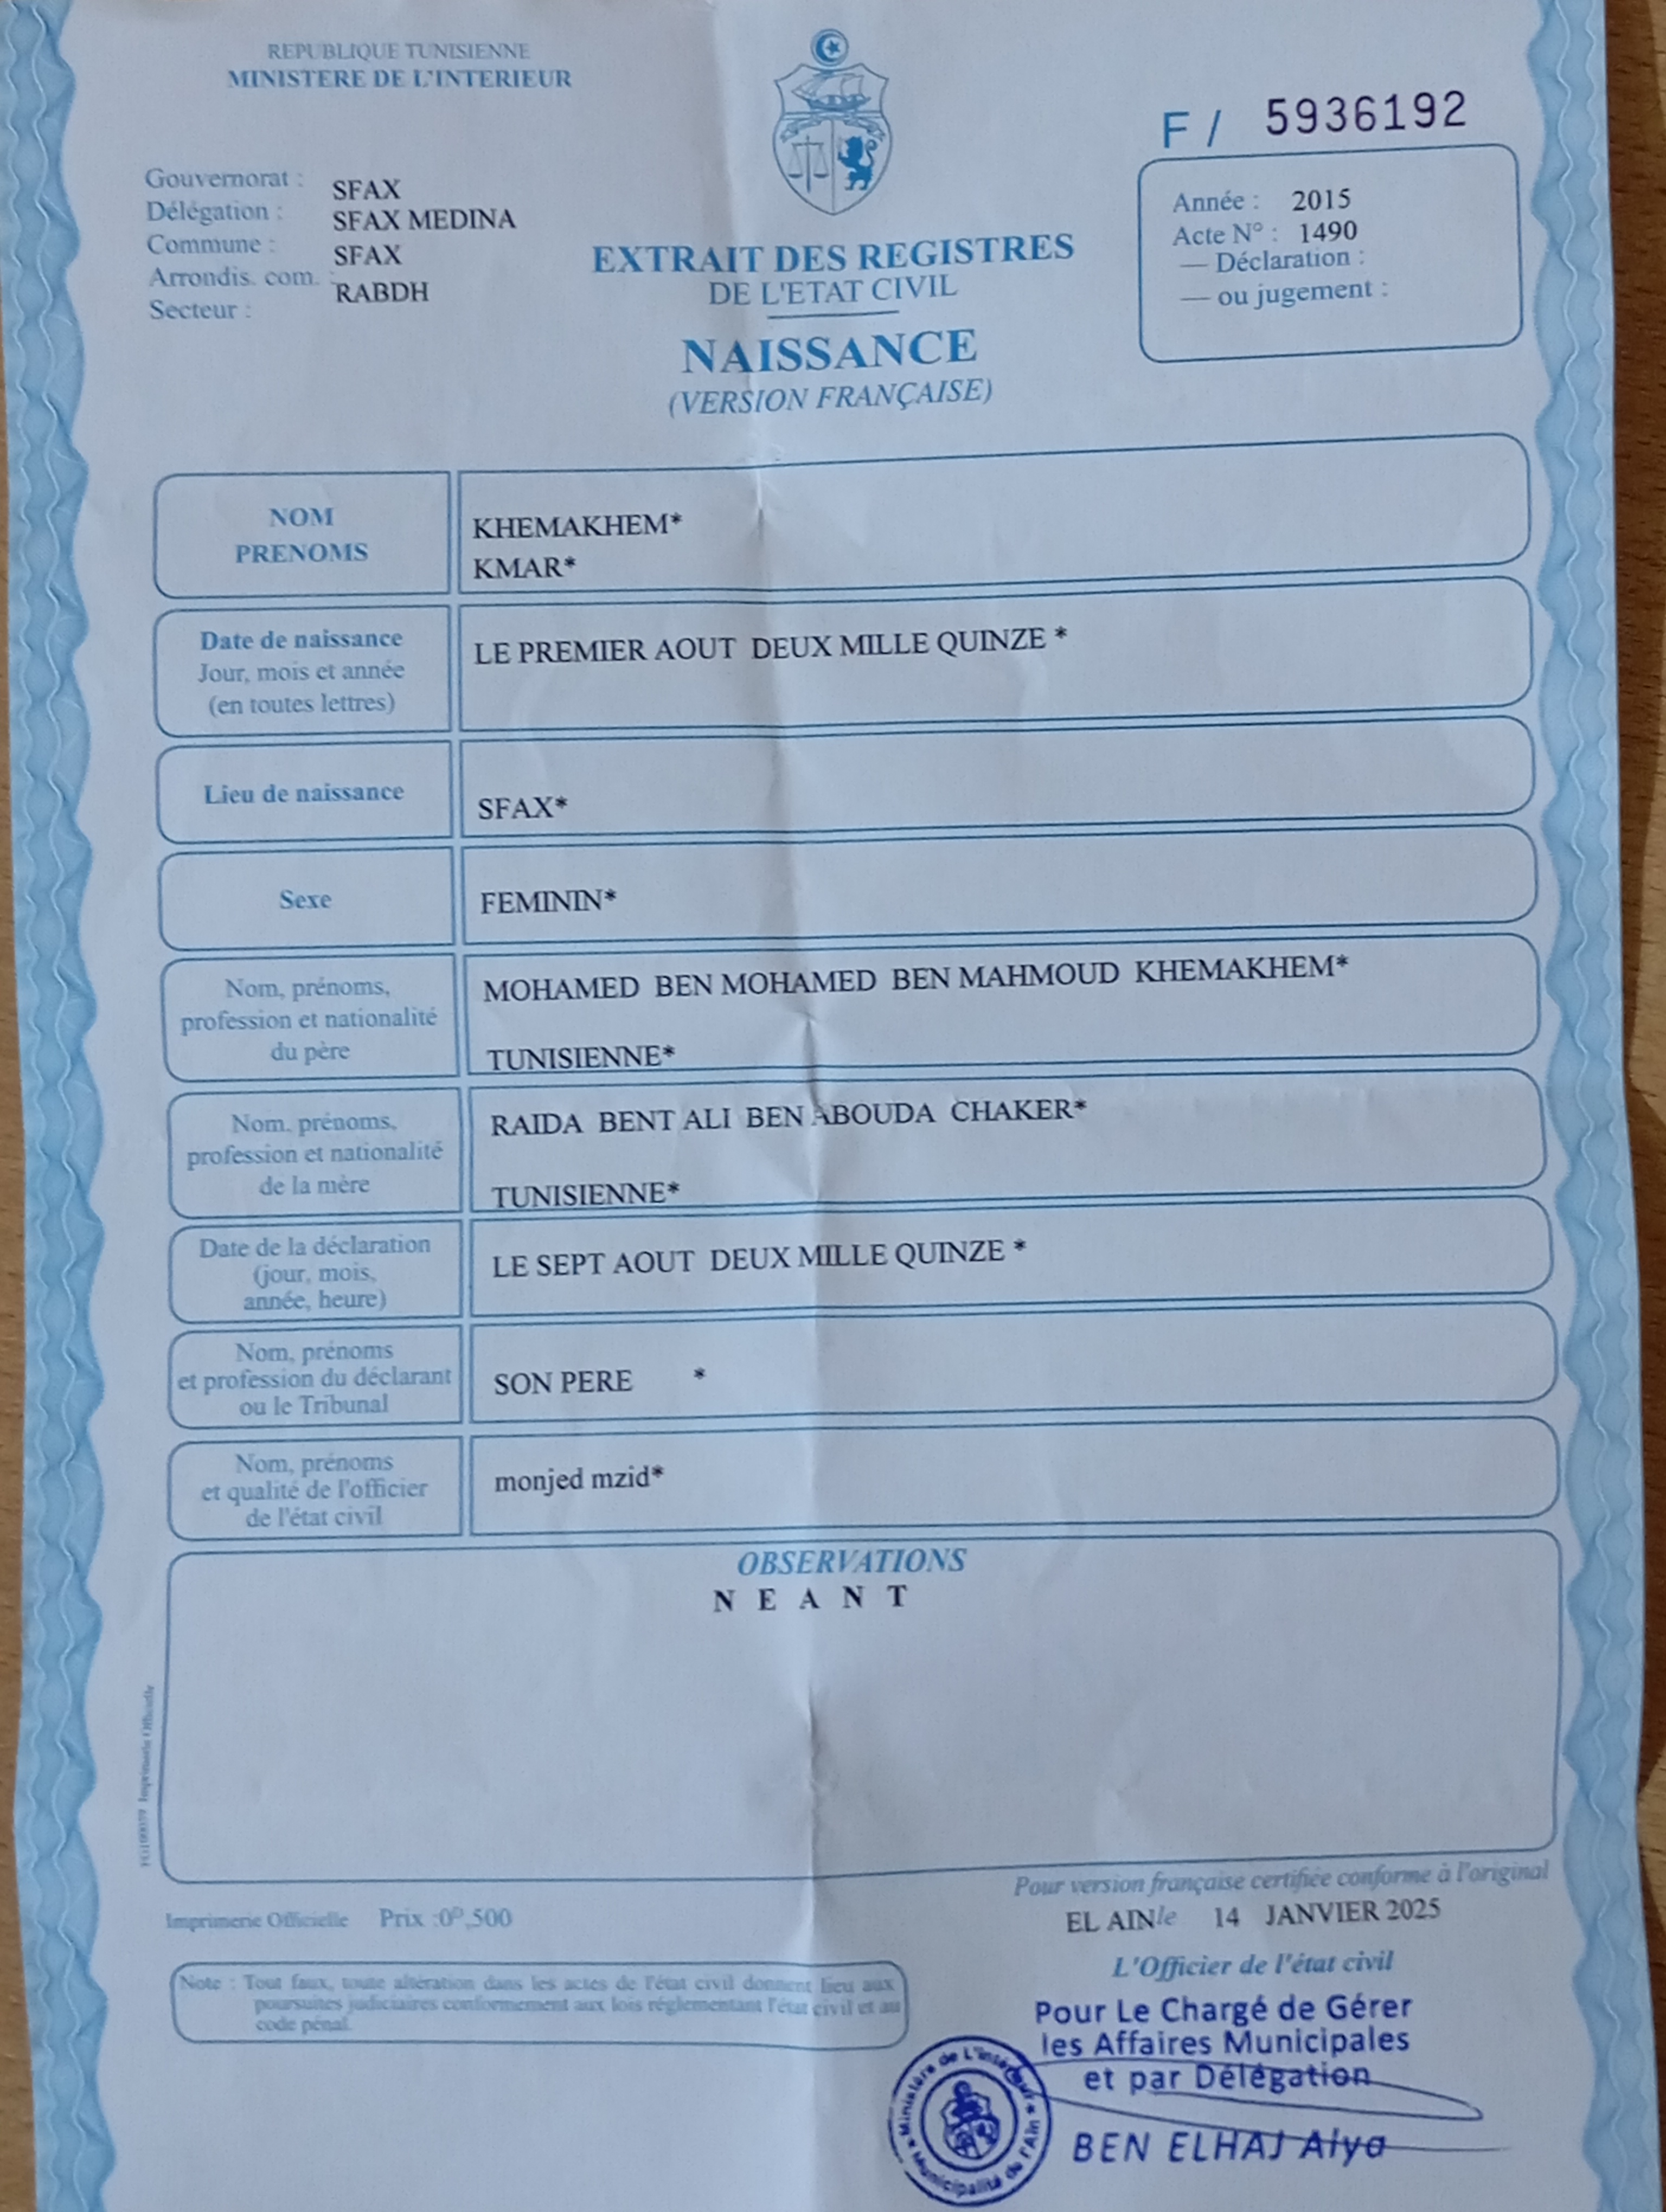 REPUBLIQUE TUNISIENNE
MINISTERE DE L'INTERIEUR
F / 5936192
Gouvernorat : SFAX
Délégation : SFAX MEDINA
Commune : SFAX
Arrondis. com. : RABDH
Secteur :
Année : 2015
Acte N° : 1490
— Déclaration :
— ou jugement :
EXTRAIT DES REGISTRES
DE L'ETAT CIVIL
NAISSANCE
(VERSION FRANÇAISE)
NOM
PRENOMS
KHEMAKHEM*
KMAR*
Date de naissance
Jour, mois et année
(en toutes lettres)
LE PREMIER AOUT DEUX MILLE QUINZE *
Lieu de naissance
SFAX*
Sexe
FEMININ*
Nom, prénoms,
profession et nationalité
du père
MOHAMED BEN MOHAMED BEN MAHMOUD KHEMAKHEM*
TUNISIENNE*
Nom, prénoms,
profession et nationalité
de la mère
RAIDA BENT ALI BEN ABOUDA CHAKER*
TUNISIENNE*
Date de la déclaration
(jour, mois,
année, heure)
LE SEPT AOUT DEUX MILLE QUINZE *
Nom, prénoms
et profession du déclarant
ou le Tribunal
SON PERE *
Nom, prénoms
et qualité de l'officier
de l'état civil
monjed mzid*
OBSERVATIONS
N E A N T
Imprimerie Officielle
Pour version française certifiée conforme à l'original
EL AIN le 14 JANVIER 2025
Imprimerie Officielle Prix :0ᴰ,500
L'Officier de l'état civil
Note : Tout faux, toute altération dans les actes de l'état civil donnent lieu aux
poursuites judiciaires conformement aux lois réglementant l'état civil et au
code pénal.
Pour Le Chargé de Gérer
les Affaires Municipales
et par Délégation
BEN ELHAJ Alya
Ministère de L'intérieur
Municipalité de l'Ain